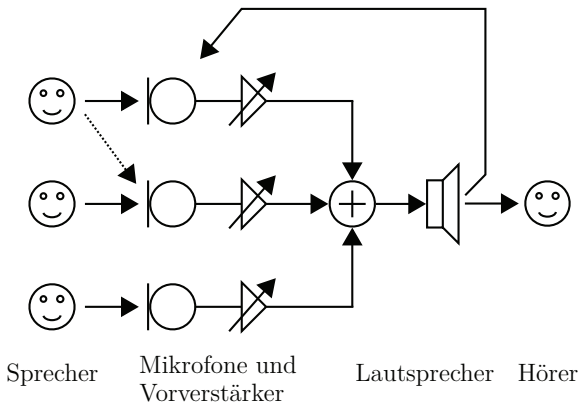 Sprecher
Mikrofone und
Vorverstärker
Lautsprecher
Hörer